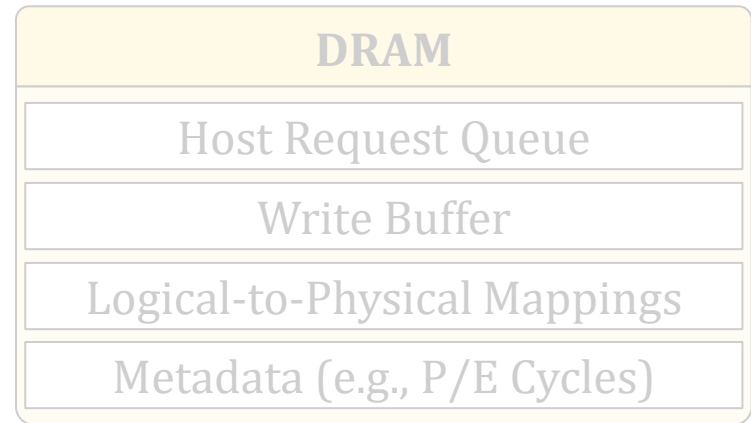 DRAM
Host Request Queue
Write Buffer
Logical-to-Physical Mappings
Metadata (e.g., P/E Cycles)